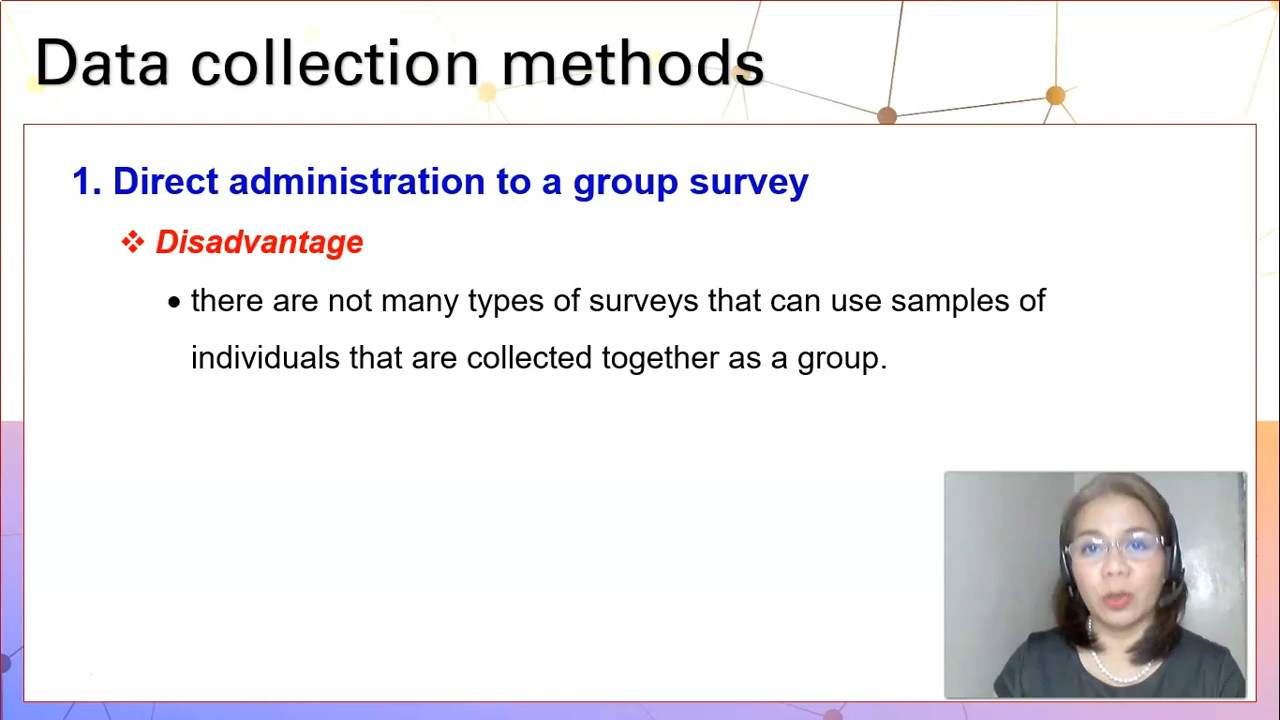 Data collection methods
1. Direct administration to a group survey
❖ Disadvantage
• there are not many types of surveys that can use samples of
individuals that are collected together as a group.